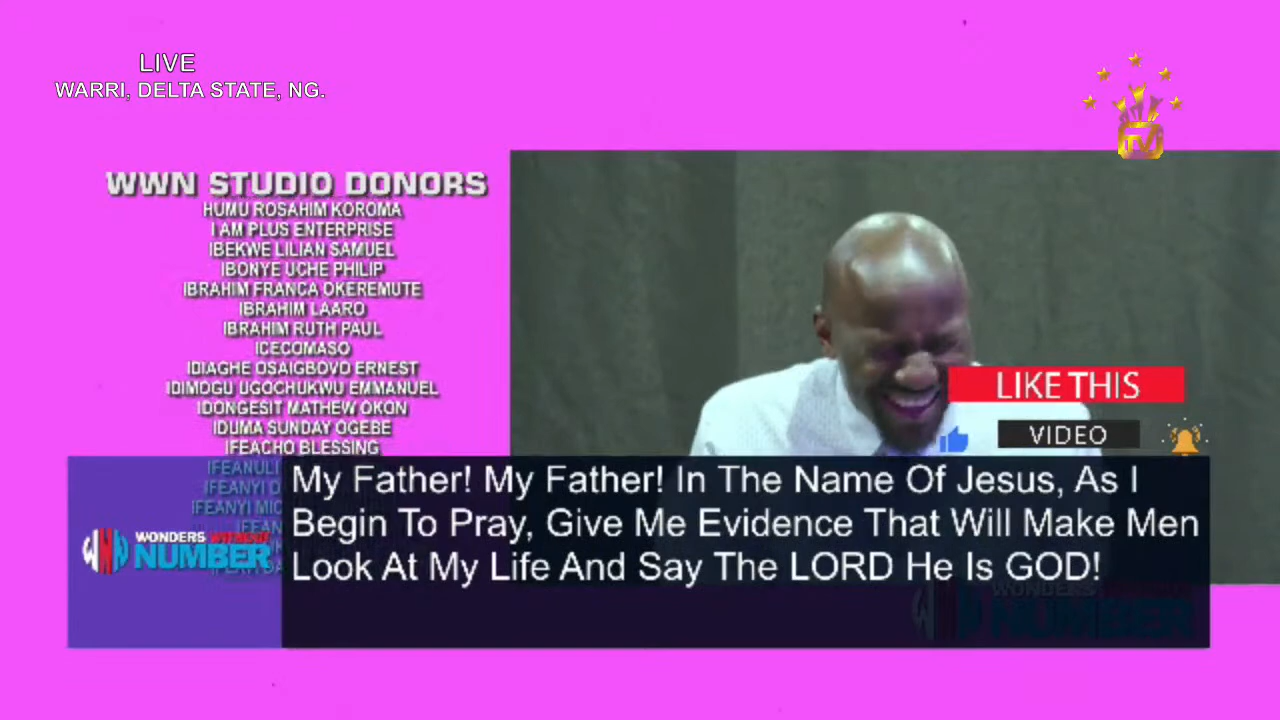 LIVE
WARRI, DELTA STATE, NG.
TV
WWN STUDIO DONORS
HUMU ROSAHIM KOROMA
I AM PLUS ENTERPRISE
IBEKWE LILIAN SAMUEL
IBONYE UCHE PHILIP
IBRAHIM FRANCA OKEREMUTE
IBRAHIM LAARO
IBRAHIM RUTH PAUL
ICECOMASO
IDIAGHE OSAIGBOVO ERNEST
IDIMOGU UGOCHUKWU EMMANUEL
IDONGESIT MATHEW OKON
IDUMA SUNDAY OGEBE
IFEACHO BLESSING
LIKE THIS
VIDEO
My Father! My Father! In The Name Of Jesus, As I
Begin To Pray, Give Me Evidence That Will Make Men
Look At My Life And Say The LORD He Is GOD!
WONDERS WITHOUT
NUMBER
NUMBER